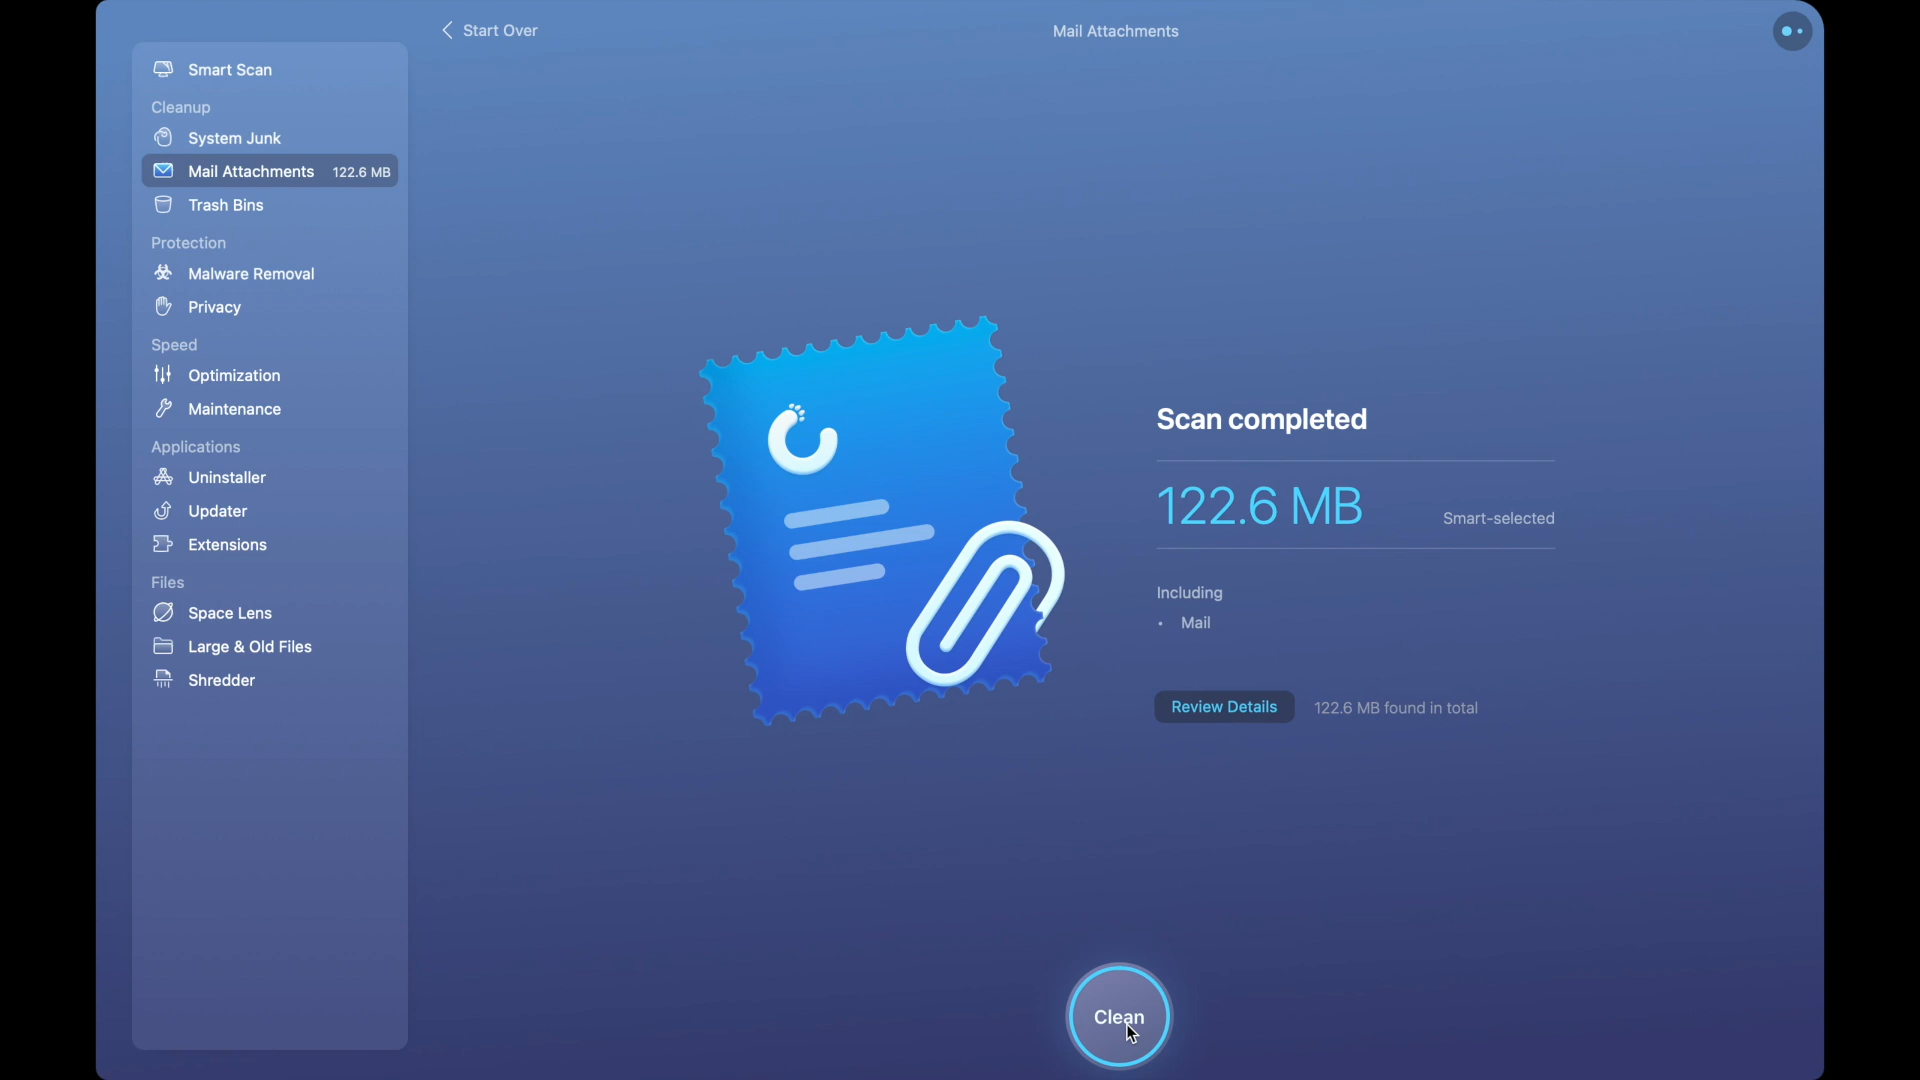 Start Over
Mail Attachments
Smart Scan
Cleanup
System Junk
Mail Attachments 122.6 MB
Trash Bins
Protection
Malware Removal
Privacy
Speed
Optimization
Maintenance
Applications
Uninstaller
Updater
Extensions
Files
Space Lens
Large & Old Files
Shredder
Scan completed
122.6 MB Smart-selected
Including
• Mail
Review Details 122.6 MB found in total
Clean